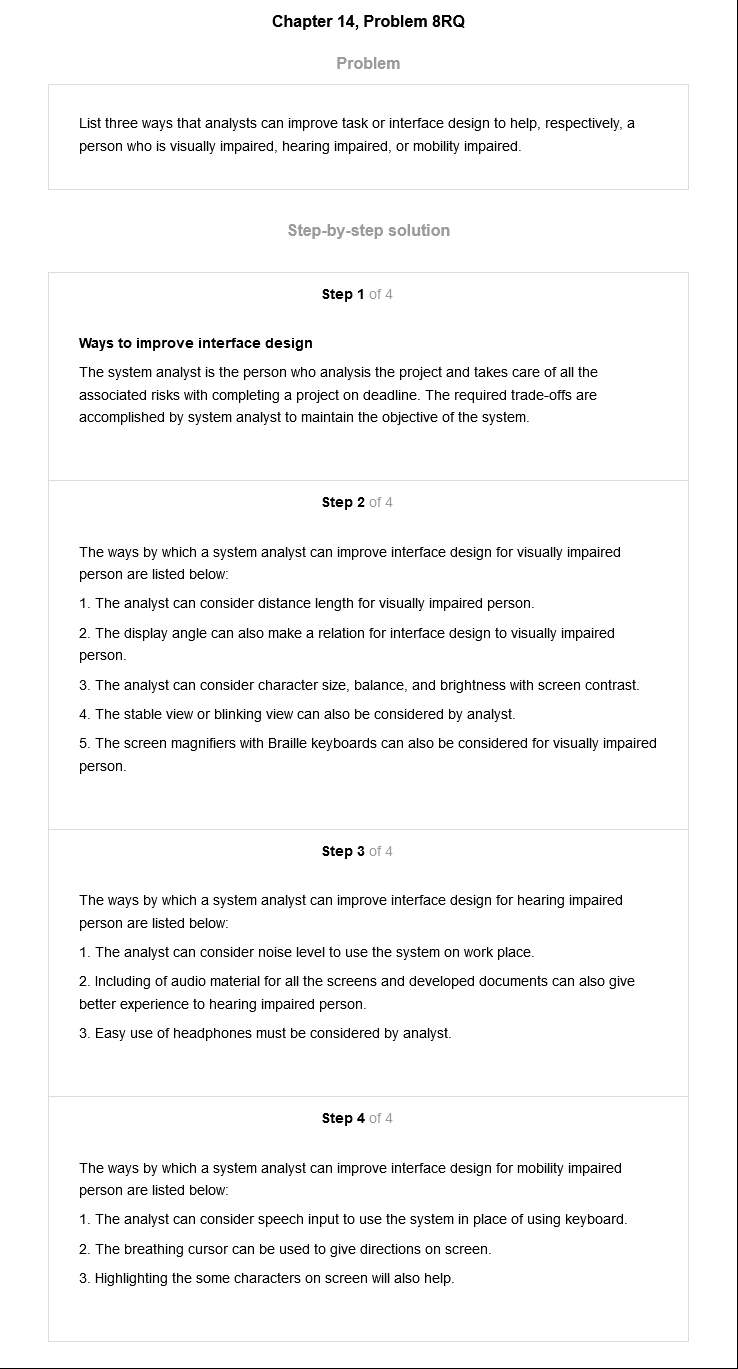 Chapter 14, Problem 8RQ
Problem
List three ways that analysts can improve task or interface design to help, respectively, a
person who is visually impaired, hearing impaired, or mobility impaired.
Step-by-step solution
Step 1 of 4
Ways to improve interface design
The system analyst is the person who analysis the project and takes care of all the
associated risks with completing a project on deadline. The required trade-offs are
accomplished by system analyst to maintain the objective of the system.
Step 2 of 4
The ways by which a system analyst can improve interface design for visually impaired
person are listed below:
1. The analyst can consider distance length for visually impaired person.
2. The display angle can also make a relation for interface design to visually impaired
person.
3. The analyst can consider character size, balance, and brightness with screen contrast.
4. The stable view or blinking view can also be considered by analyst.
5. The screen magnifiers with Braille keyboards can also be considered for visually impaired
person.
Step 3 of 4
The ways by which a system analyst can improve interface design for hearing impaired
person are listed below:
1. The analyst can consider noise level to use the system on work place.
2. Including of audio material for all the screens and developed documents can also give
better experience to hearing impaired person.
3. Easy use of headphones must be considered by analyst.
Step 4 of 4
The ways by which a system analyst can improve interface design for mobility impaired
person are listed below:
1. The analyst can consider speech input to use the system in place of using keyboard.
2. The breathing cursor can be used to give directions on screen.
3. Highlighting the some characters on screen will also help.